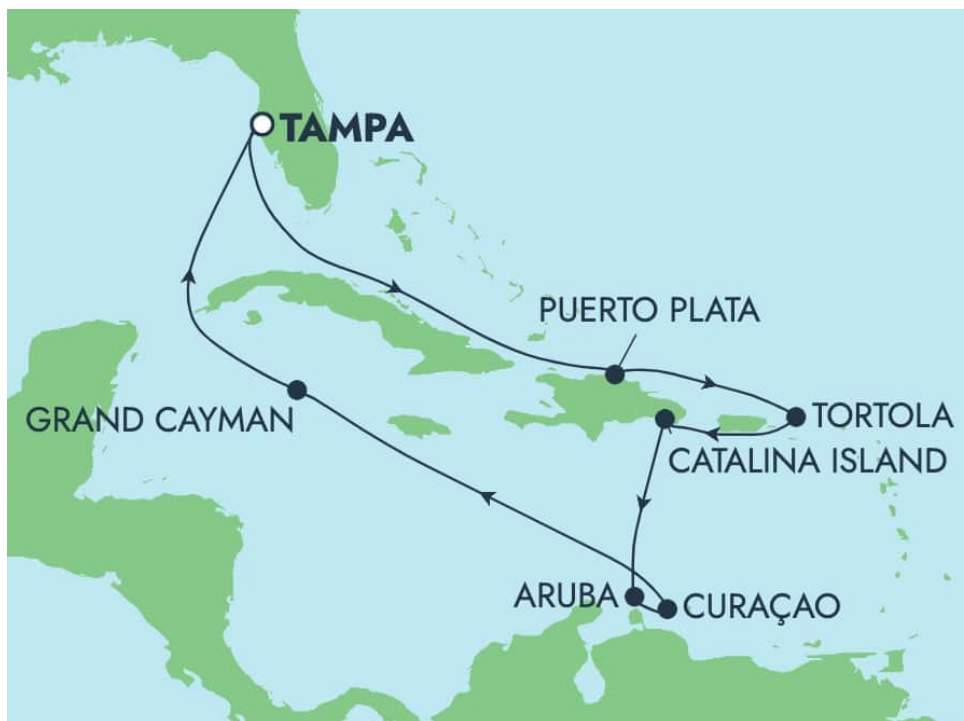 TAMPA
PUERTO PLATA
TORTOLA
GRAND CAYMAN
CATALINA ISLAND
ARUBA
CURAÇAO